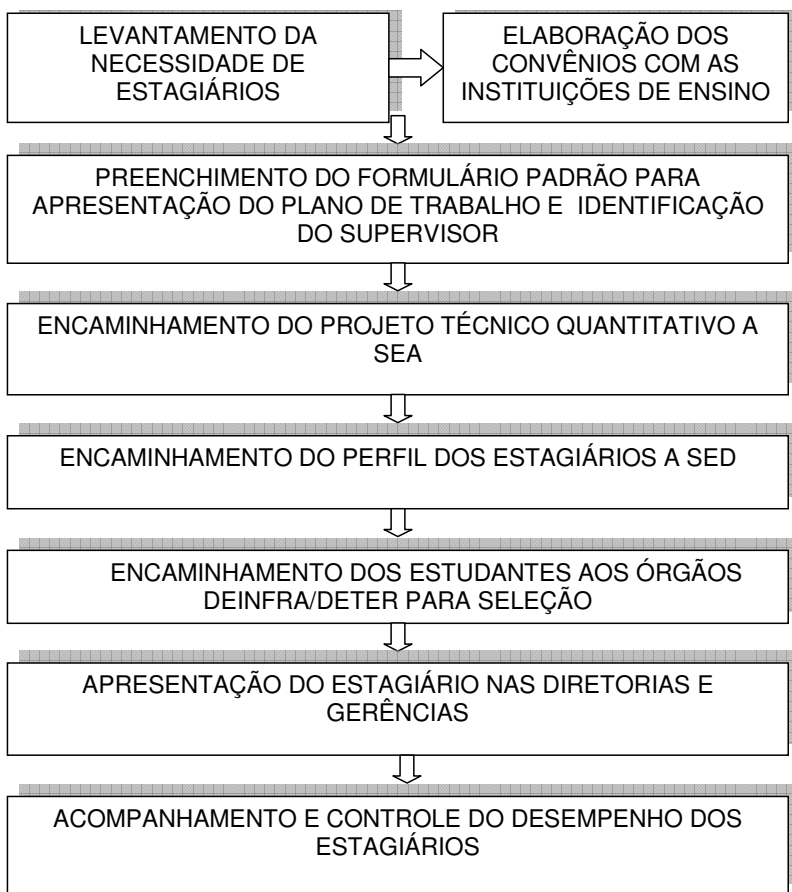 LEVANTAMENTO DA
NECESSIDADE DE
ESTAGIÁRIOS
ELABORAÇÃO DOS
CONVÊNIOS COM AS
INSTITUIÇÕES DE ENSINO
PREENCHIMENTO DO FORMULÁRIO PADRÃO PARA
APRESENTAÇÃO DO PLANO DE TRABALHO E IDENTIFICAÇÃO
DO SUPERVISOR
ENCAMINHAMENTO DO PROJETO TÉCNICO QUANTITATIVO A
SEA
ENCAMINHAMENTO DO PERFIL DOS ESTAGIÁRIOS A SED
ENCAMINHAMENTO DOS ESTUDANTES AOS ÓRGÃOS
DEINFRA/DETER PARA SELEÇÃO
APRESENTAÇÃO DO ESTAGIÁRIO NAS DIRETORIAS E
GERÊNCIAS
ACOMPANHAMENTO E CONTROLE DO DESEMPENHO DOS
ESTAGIÁRIOS